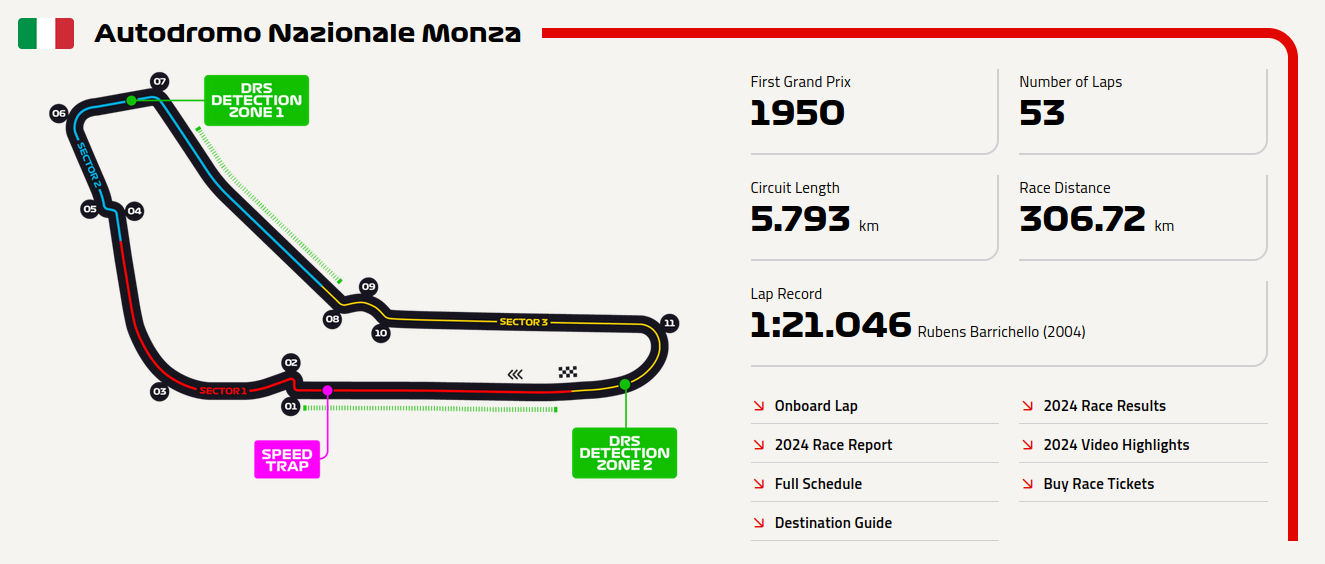 Autodromo Nazionale Monza
07
DRS
DETECTION
ZONE 1
06
SECTOR 2
05
04
09
08
10
SECTOR 3
11
02
03
SECTOR 1
01
SPEED
TRAP
DRS
DETECTION
ZONE 2
First Grand Prix
1950
Number of Laps
53
Circuit Length
5.793 km
Race Distance
306.72 km
Lap Record
1:21.046 Rubens Barrichello (2004)
Onboard Lap
2024 Race Results
2024 Race Report
2024 Video Highlights
Full Schedule
Buy Race Tickets
Destination Guide